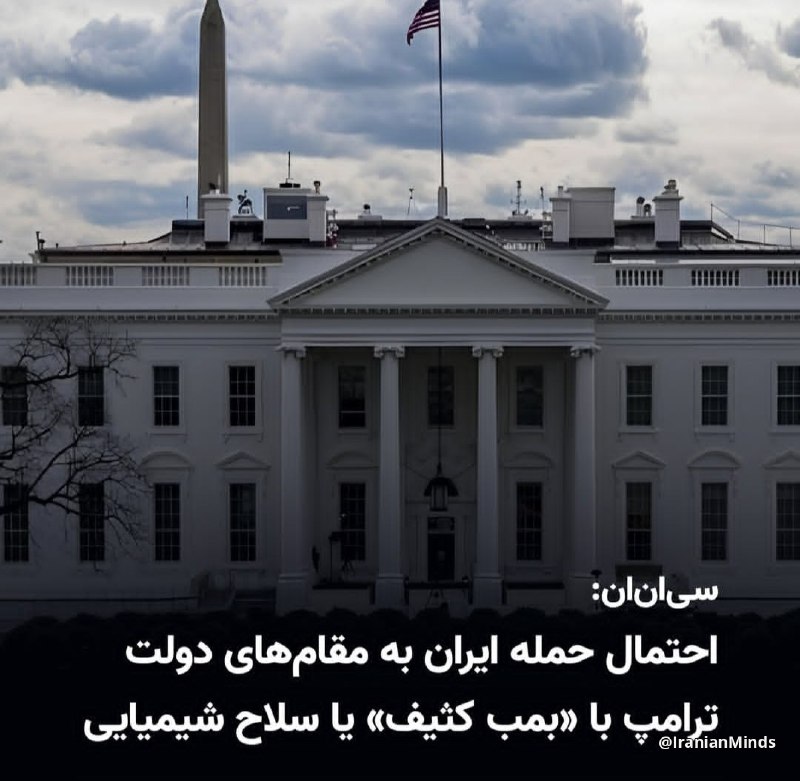 سی‌ان‌ان:
احتمال حمله ایران به مقام‌های دولت
ترامپ با «بمب کثیف» یا سلاح شیمیایی
@IranianMinds